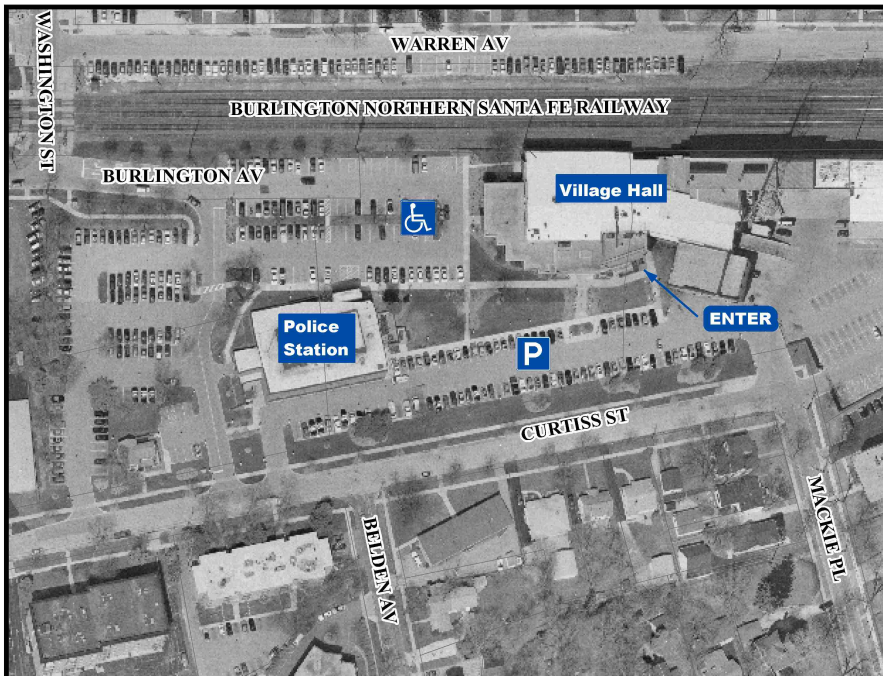 WARREN AV
WASHINGTON ST
BURLINGTON NORTHERN SANTA FE RAILWAY
BURLINGTON AV
Village Hall
ENTER
Police
Station
P
CURTISS ST
MACKIE PL
BELDEN AV